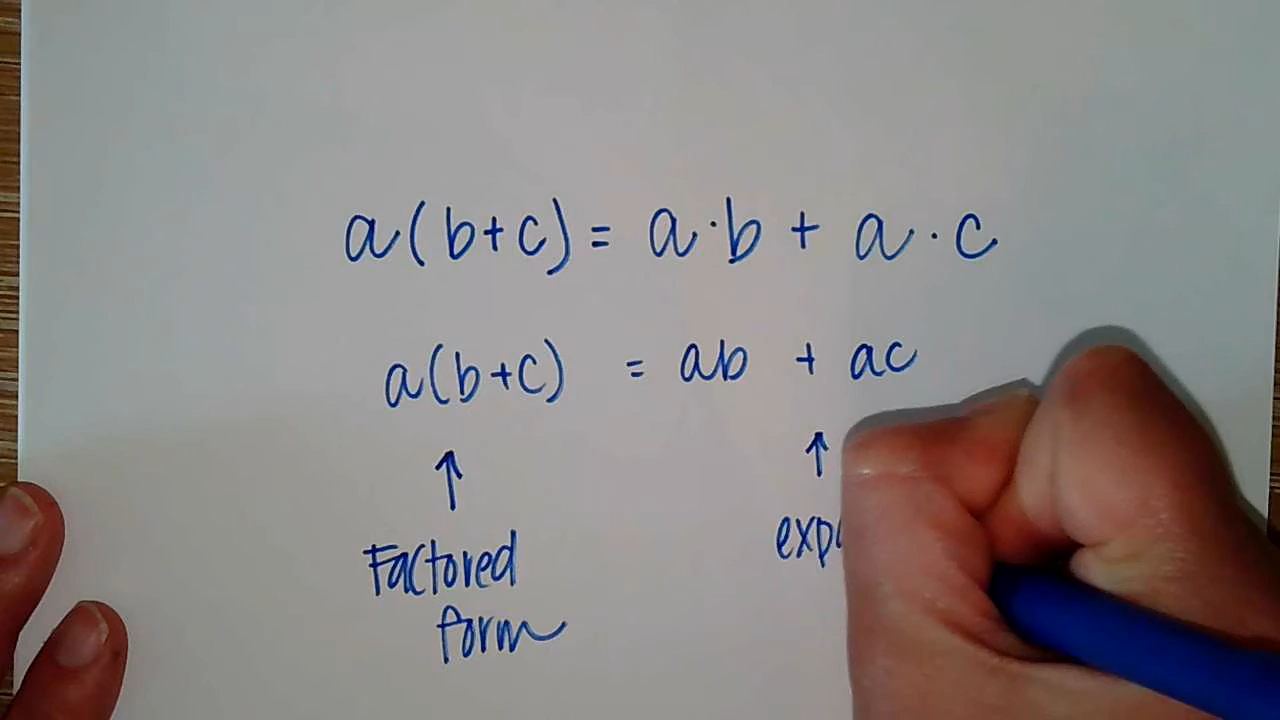 a(b+c) = a·b + a·c
a(b+c) = ab + ac
↑ ↑
Factored
form